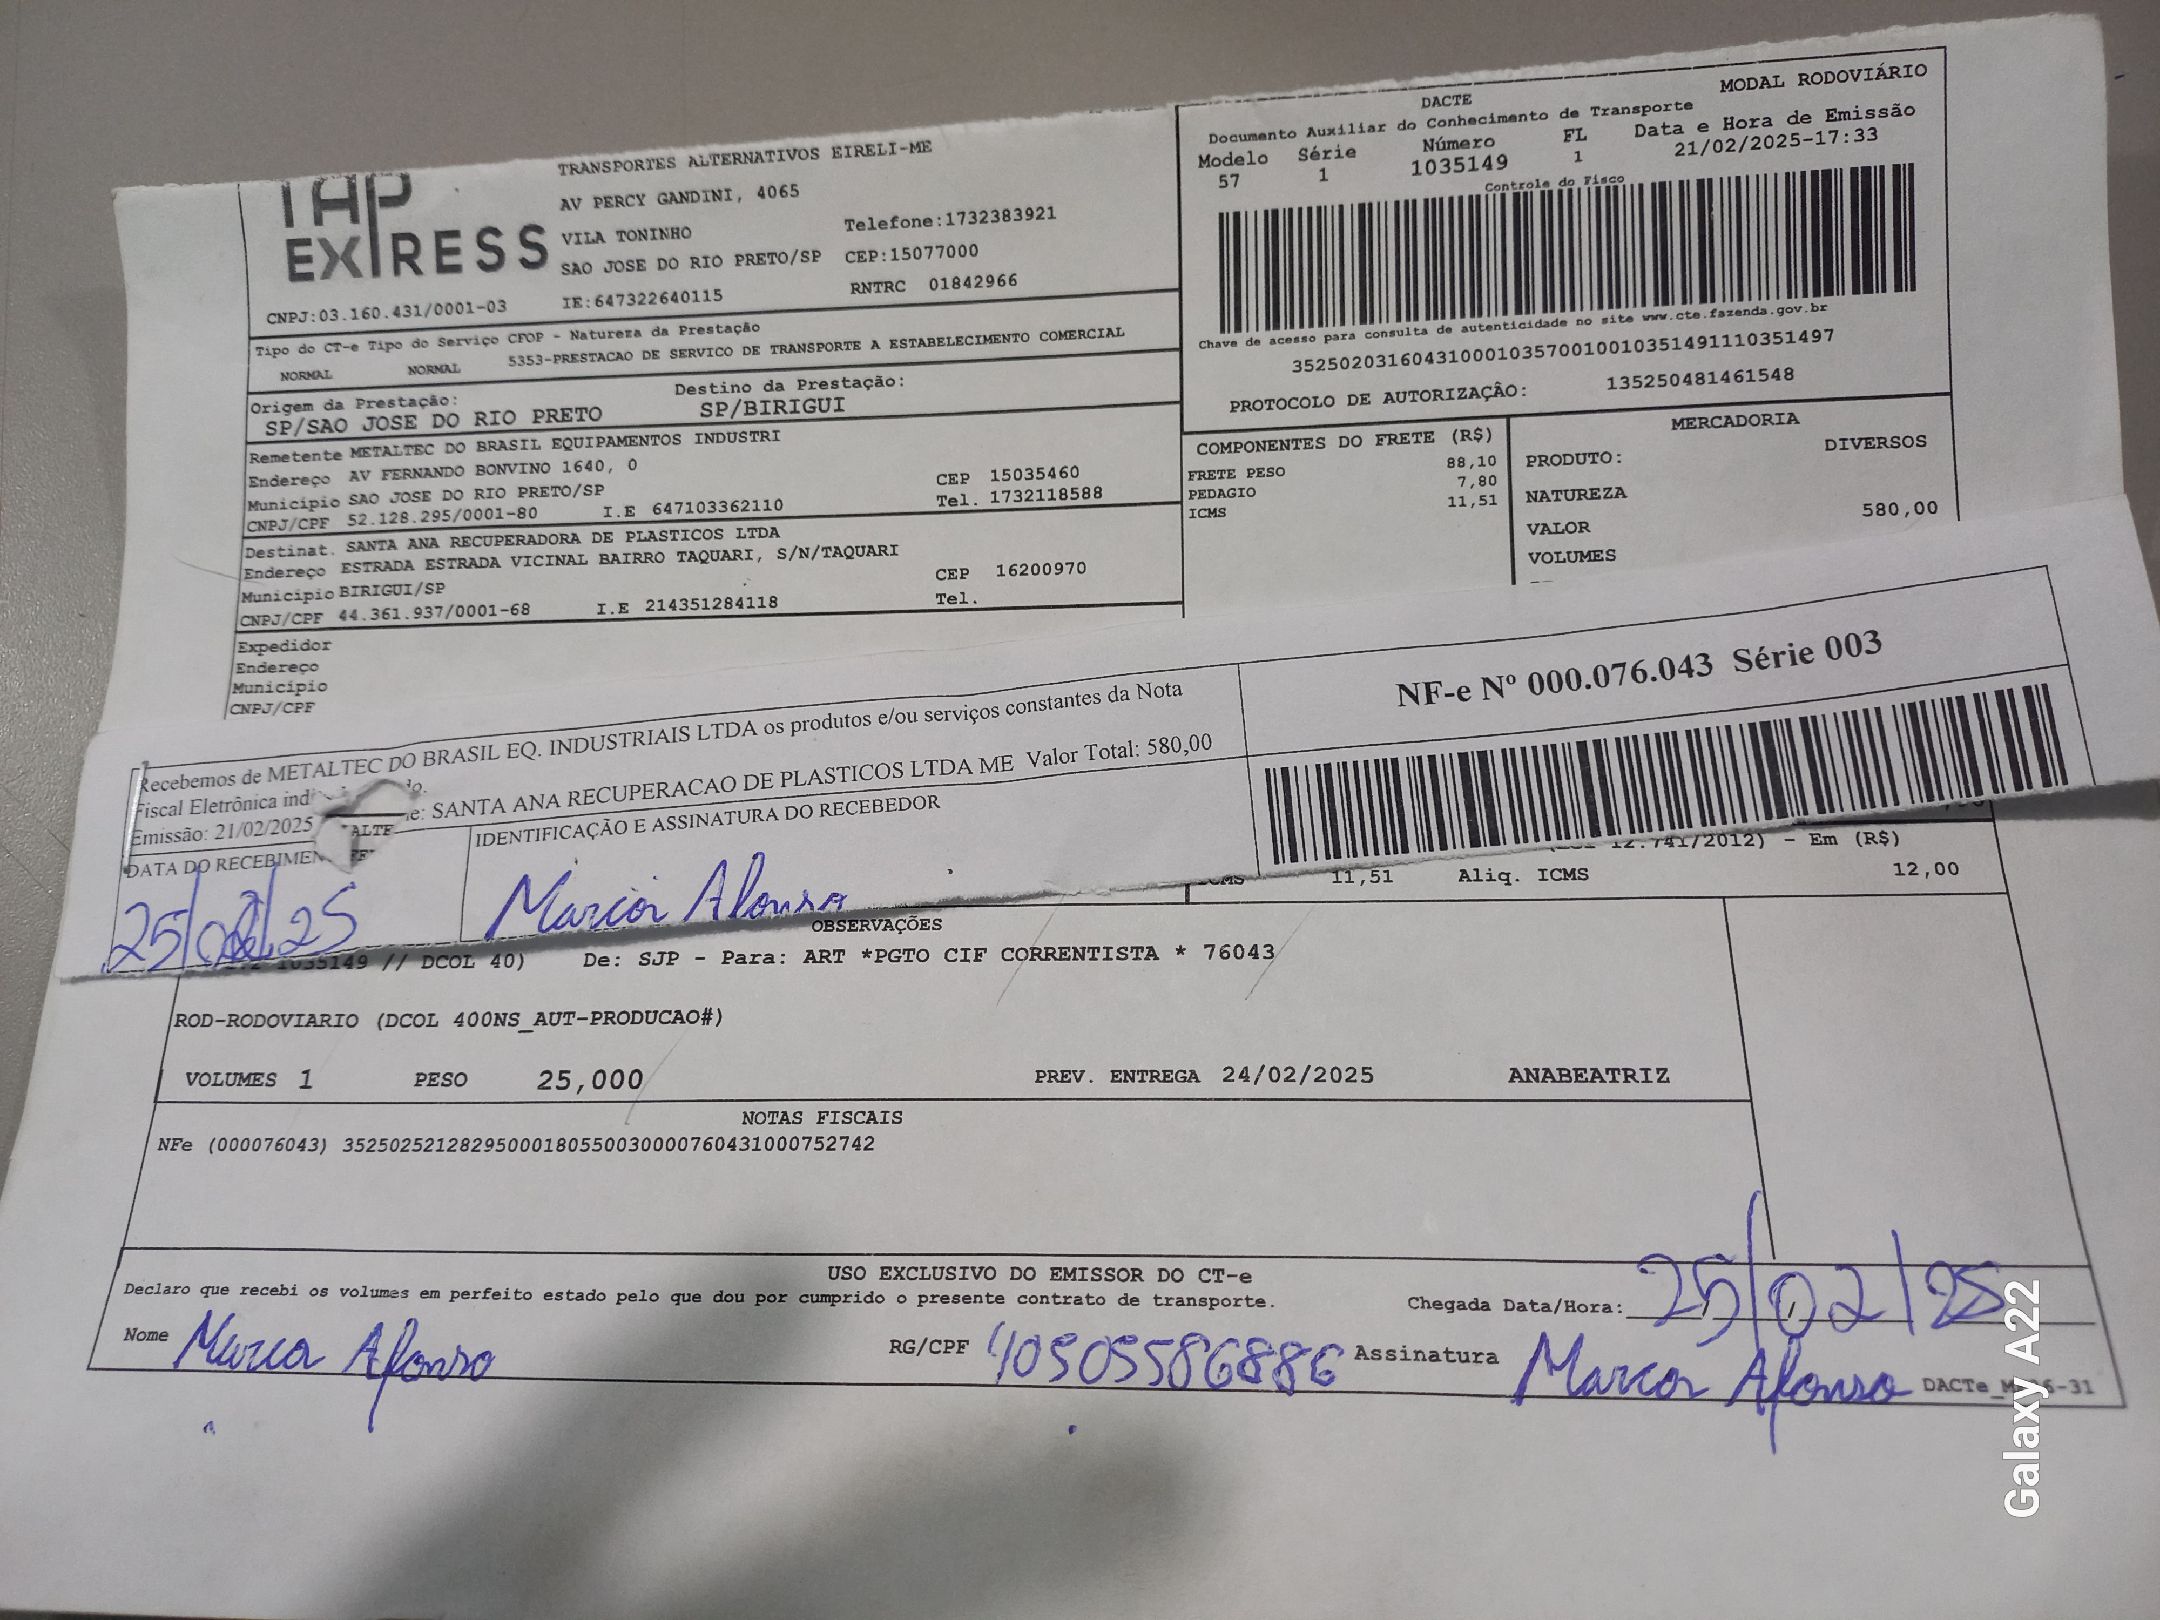 TAP
EXPRESS
TRANSPORTES ALTERNATIVOS EIRELI-ME
AV PERCY GANDINI, 4065
VILA TONINHO Telefone:1732383921
SAO JOSE DO RIO PRETO/SP CEP:15077000
CNPJ:03.160.431/0001-03 IE:647322640115 RNTRC 01842966
MODAL RODOVIÁRIO
DACTE
Documento Auxiliar do Conhecimento de Transporte
Modelo Série Número FL Data e Hora de Emissão
57 1 1035149 1 21/02/2025-17:33
Controle do Fisco
Chave de acesso para consulta de autenticidade no site www.cte.fazenda.gov.br
35250203160431000103570010010351491110351497
PROTOCOLO DE AUTORIZAÇÂO: 135250481461548
Tipo do CT-e Tipo do Serviço CFOP - Natureza da Prestação
NORMAL NORMAL 5353-PRESTACAO DE SERVICO DE TRANSPORTE A ESTABELECIMENTO COMERCIAL
Origem da Prestação: Destino da Prestação:
SP/SAO JOSE DO RIO PRETO SP/BIRIGUI
Remetente METALTEC DO BRASIL EQUIPAMENTOS INDUSTRI
Endereço AV FERNANDO BONVINO 1640, 0 CEP 15035460
Município SAO JOSE DO RIO PRETO/SP Tel. 1732118588
CNPJ/CPF 52.128.295/0001-80 I.E 647103362110
Destinat. SANTA ANA RECUPERADORA DE PLASTICOS LTDA
Endereço ESTRADA ESTRADA VICINAL BAIRRO TAQUARI, S/N/TAQUARI
Município BIRIGUI/SP CEP 16200970
CNPJ/CPF 44.361.937/0001-68 I.E 214351284118 Tel.
Expedidor
Endereço
Município
CNPJ/CPF
COMPONENTES DO FRETE (R$)
FRETE PESO 88,10
PEDAGIO 7,80
ICMS 11,51
MERCADORIA
PRODUTO: DIVERSOS
NATUREZA
VALOR 580,00
VOLUMES
Recebemos de METALTEC DO BRASIL EQ. INDUSTRIAIS LTDA os produtos e/ou serviços constantes da Nota
Fiscal Eletrônica
Emissão: 21/02/2025 SANTA ANA RECUPERACAO DE PLASTICOS LTDA ME Valor Total: 580,00
DATA DO IDENTIFICAÇÃO E ASSINATURA DO RECEBEDOR
25/02/25 Marcor Afonso
NF-e Nº 000.076.043 Série 003
12.741/2012) - Em (R$)
ICMS 11,51 Aliq. ICMS 12,00
OBSERVAÇÕES
1035149 // DCOL 40) De: SJP - Para: ART *PGTO CIF CORRENTISTA * 76043
ROD-RODOVIARIO (DCOL 400NS_AUT-PRODUCAO#)
VOLUMES 1 PESO 25,000 PREV. ENTREGA 24/02/2025 ANABEATRIZ
NOTAS FISCAIS
NFe (000076043) 35250252128295000180550030000760431000752742
USO EXCLUSIVO DO EMISSOR DO CT-e
Declaro que recebi os volumes em perfeito estado pelo que dou por cumprido o presente contrato de transporte. Chegada Data/Hora: 25/02/25
Nome Marcor Afonso RG/CPF 40505586886 Assinatura Marcor Afonso
Galaxy A22